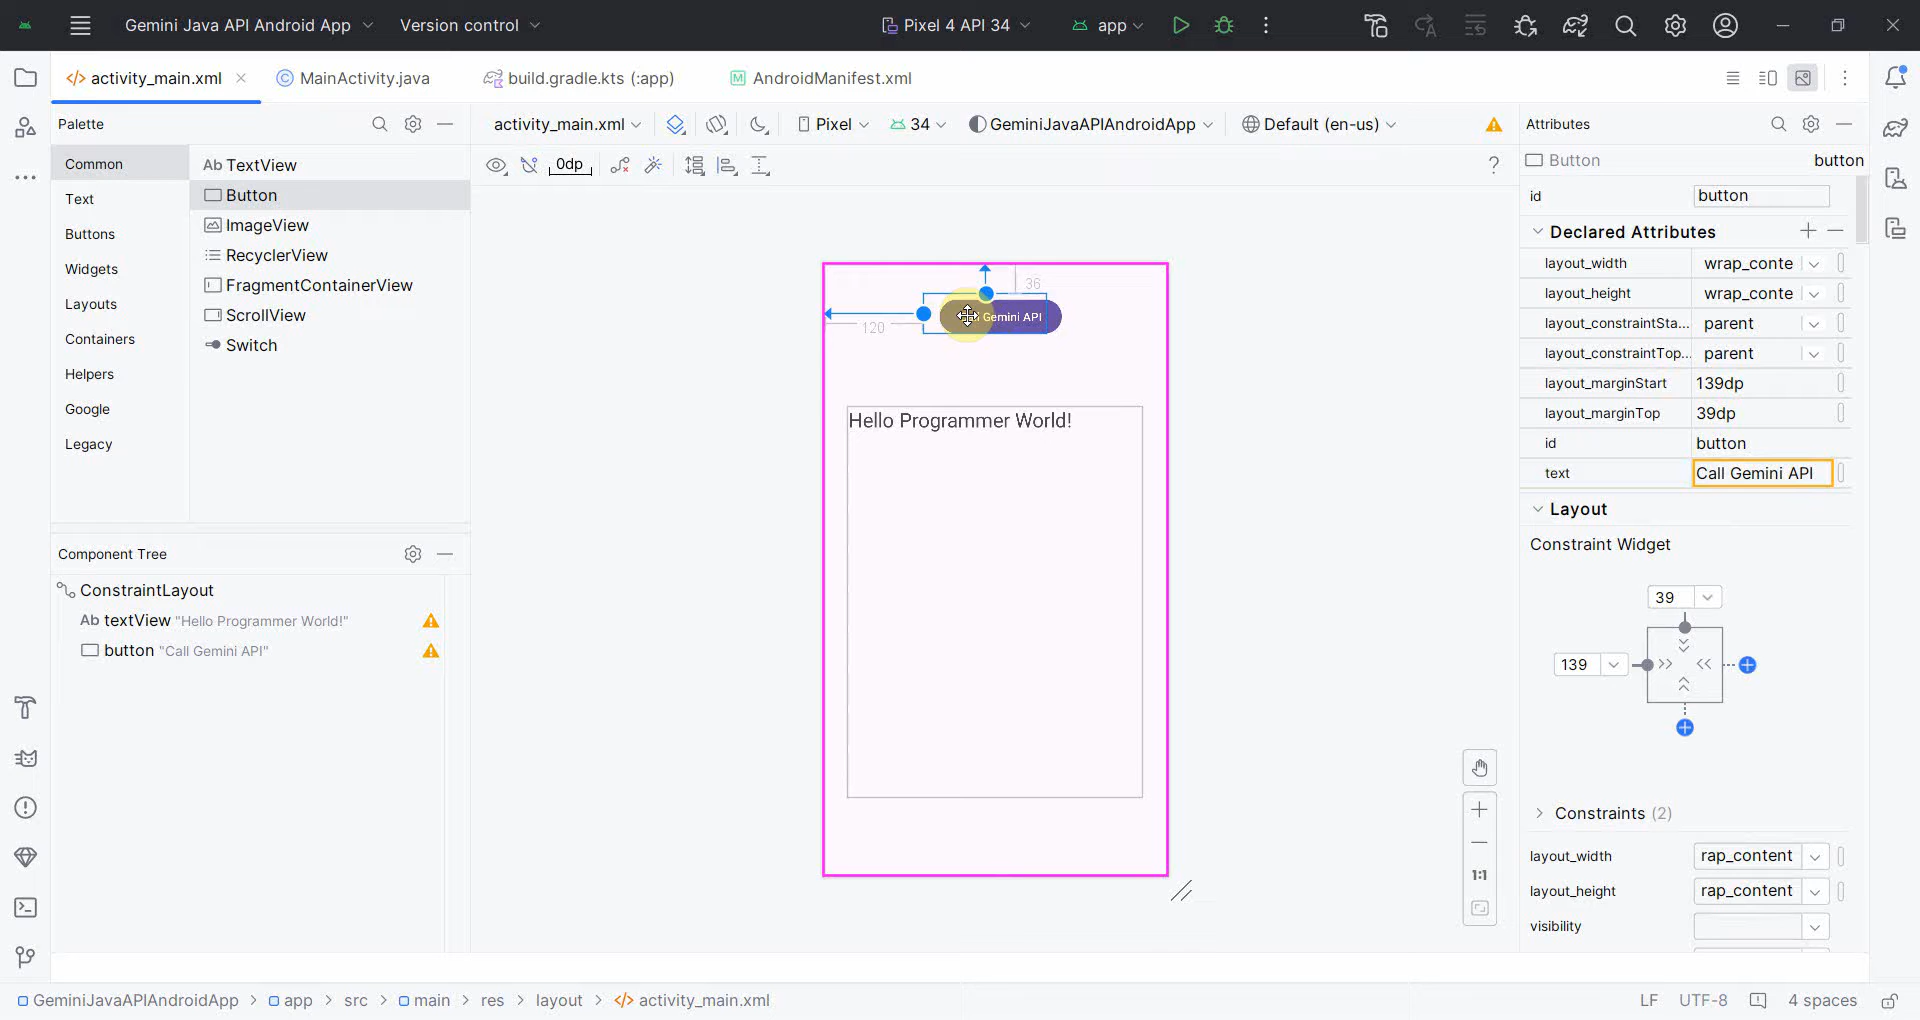 Gemini Java API Android App
Version control
Pixel 4 API 34
app
activity_main.xml
MainActivity.java
build.gradle.kts (:app)
AndroidManifest.xml
Palette
activity_main.xml
Pixel
34
GeminiJavaAPIAndroidApp
Default (en-us)
Attributes
0dp
?
Common
Text
Buttons
Widgets
Layouts
Containers
Helpers
Google
Legacy
Ab TextView
Button
ImageView
RecyclerView
FragmentContainerView
ScrollView
Switch
Component Tree
ConstraintLayout
Ab textView "Hello Programmer World!"
button "Call Gemini API"
36
120
Gemini API
Hello Programmer World!
1:1
Button button
id button
Declared Attributes
layout_width wrap_conte
layout_height wrap_conte
layout_constraintSta... parent
layout_constraintTop... parent
layout_marginStart 139dp
layout_marginTop 39dp
id button
text Call Gemini API
Layout
Constraint Widget
39
139
Constraints (2)
layout_width rap_content
layout_height rap_content
visibility
GeminiJavaAPIAndroidApp > app > src > main > res > layout > activity_main.xml
LF UTF-8 4 spaces